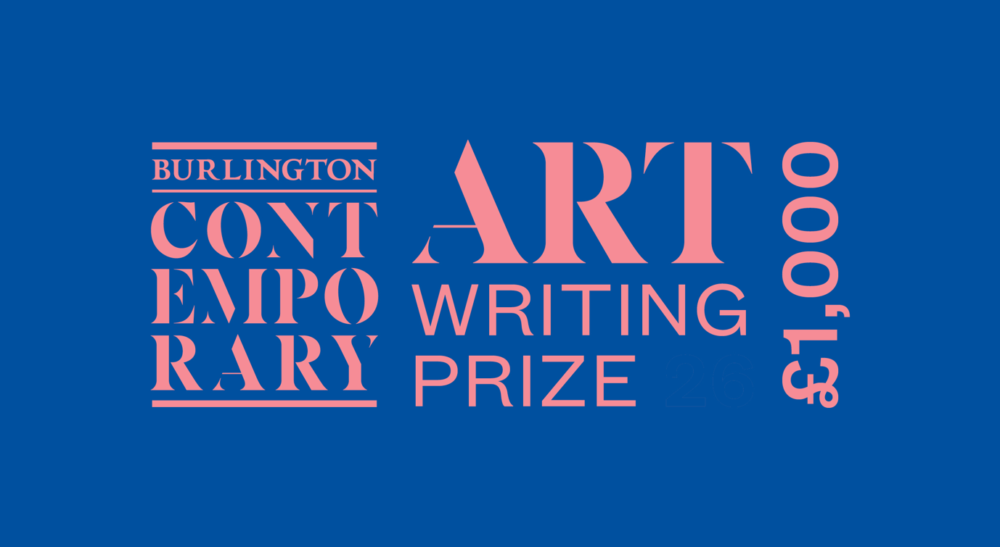 BURLINGTON
CONT
EMPO
RARY
ART
WRITING
PRIZE 26
£1,000